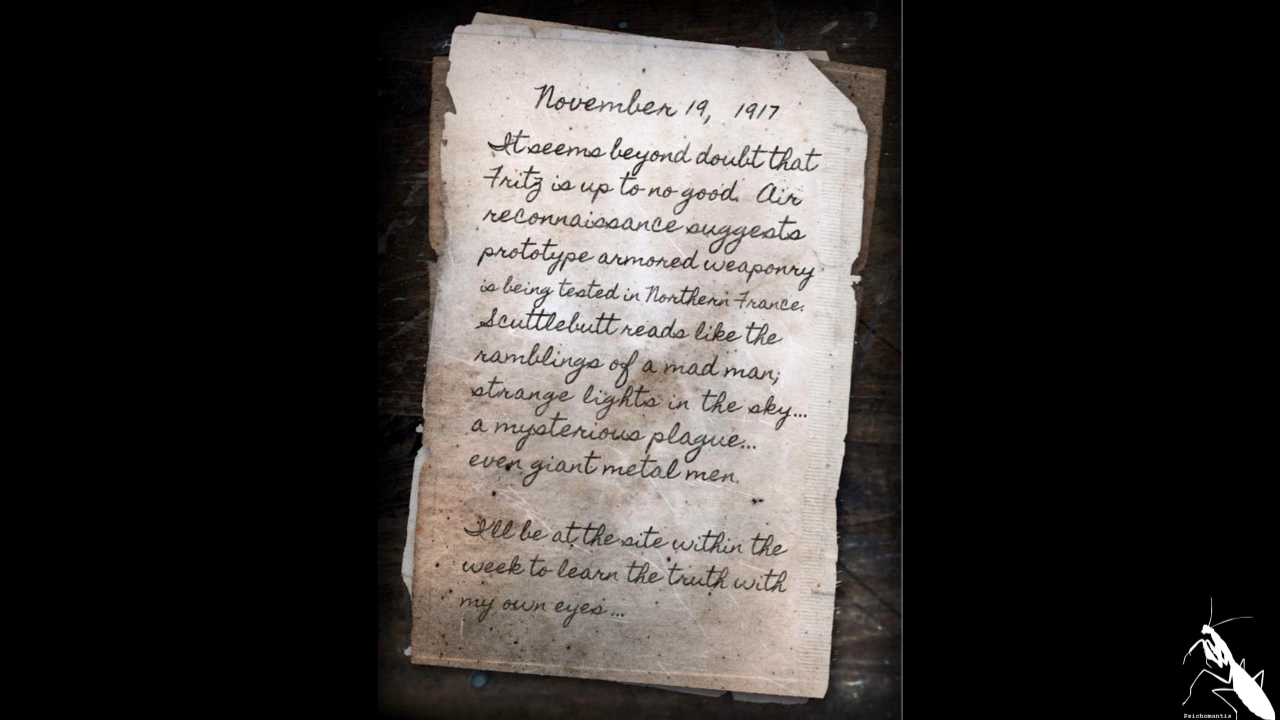 November 19, 1917
It seems beyond doubt that
Fritz is up to no good. Air
reconnaissance suggests
prototype armored weaponry
is being tested in Northern France.
Scuttlebutt reads like the
ramblings of a mad man;
strange lights in the sky...
a mysterious plague...
even giant metal men.
I'll be at the site within the
week to learn the truth with
my own eyes...
Psichomantis